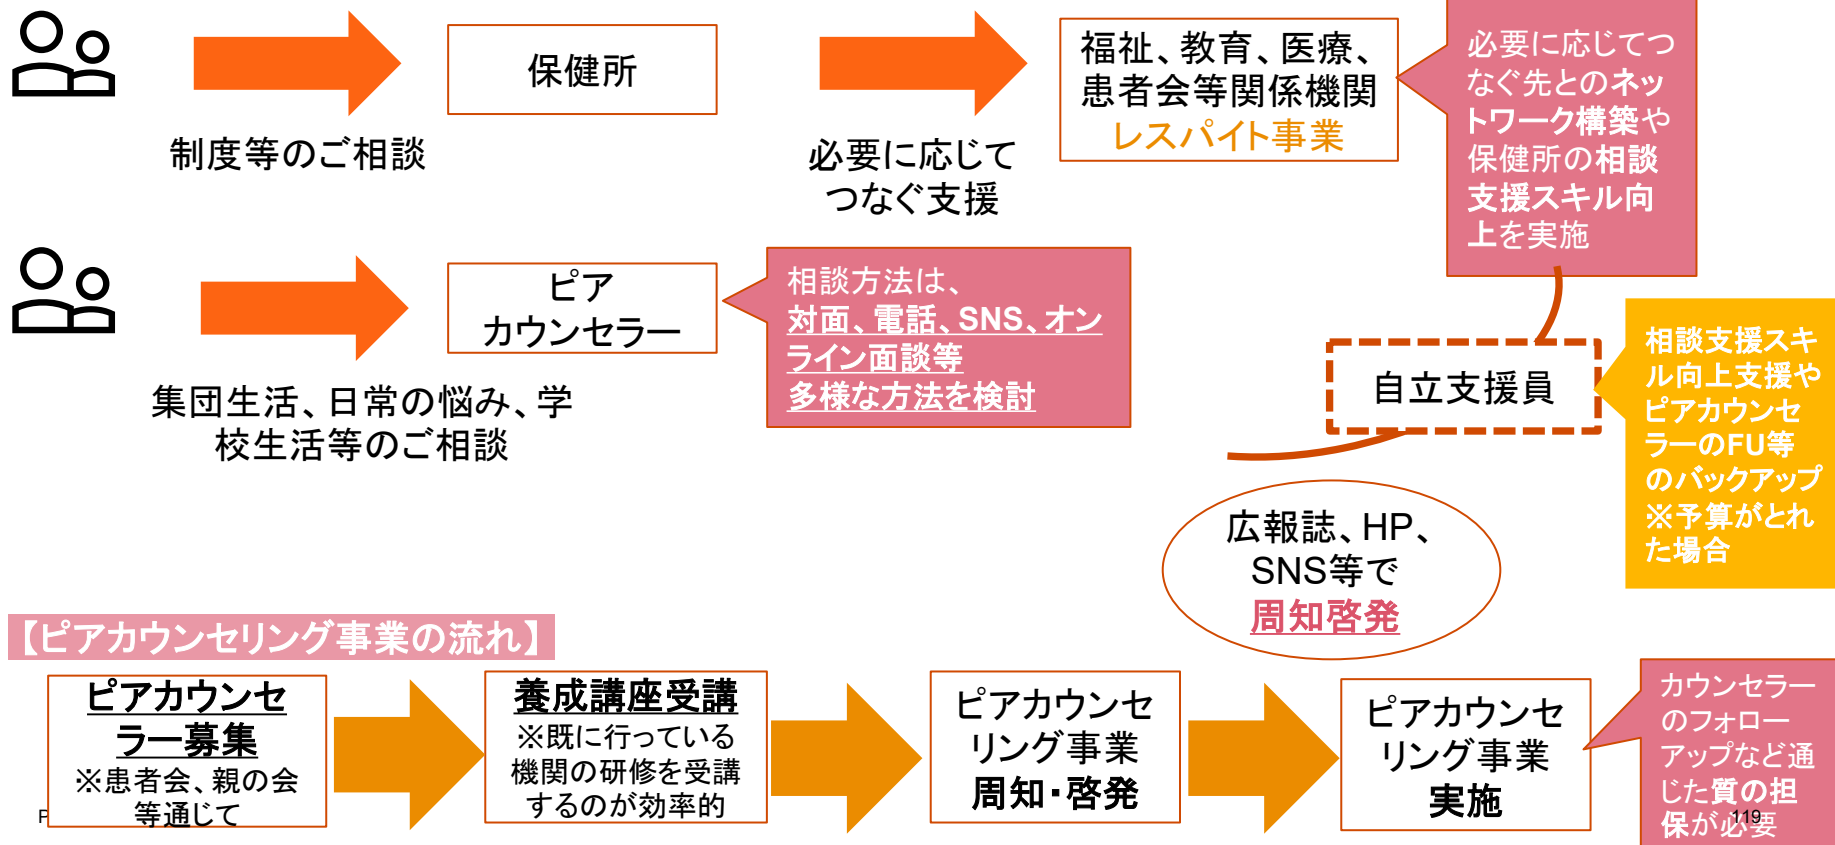 保健所
制度等のご相談
必要に応じて
つなぐ支援
福祉、教育、医療、
患者会等関係機関
レスパイト事業
必要に応じてつ
なぐ先とのネッ
トワーク構築や
保健所の相談
支援スキル向
上を実施
ピア
カウンセラー
集団生活、日常の悩み、学
校生活等のご相談
相談方法は、
対面、電話、SNS、オン
ライン面談等
多様な方法を検討
自立支援員
相談支援スキ
ル向上支援や
ピアカウンセ
ラーのFU等
のバックアップ
※予算がとれ
た場合
広報誌、HP、
SNS等で
周知啓発
【ピアカウンセリング事業の流れ】
ピアカウンセ
ラー募集
※患者会、親の会
等通じて
養成講座受講
※既に行っている
機関の研修を受講
するのが効率的
ピアカウンセ
リング事業
周知・啓発
ピアカウンセ
リング事業
実施
カウンセラー
のフォロー
アップなど通
じた質の担
保が必要
P
119